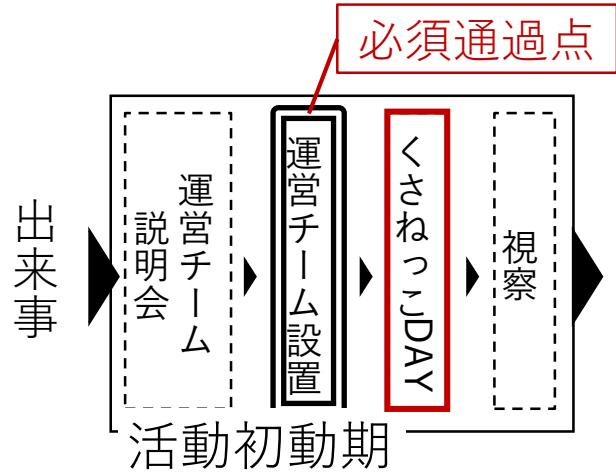 必須通過点
出来事
運営チーム
説明会
運営チーム設置
くさねっこDAY
視察
活動初動期